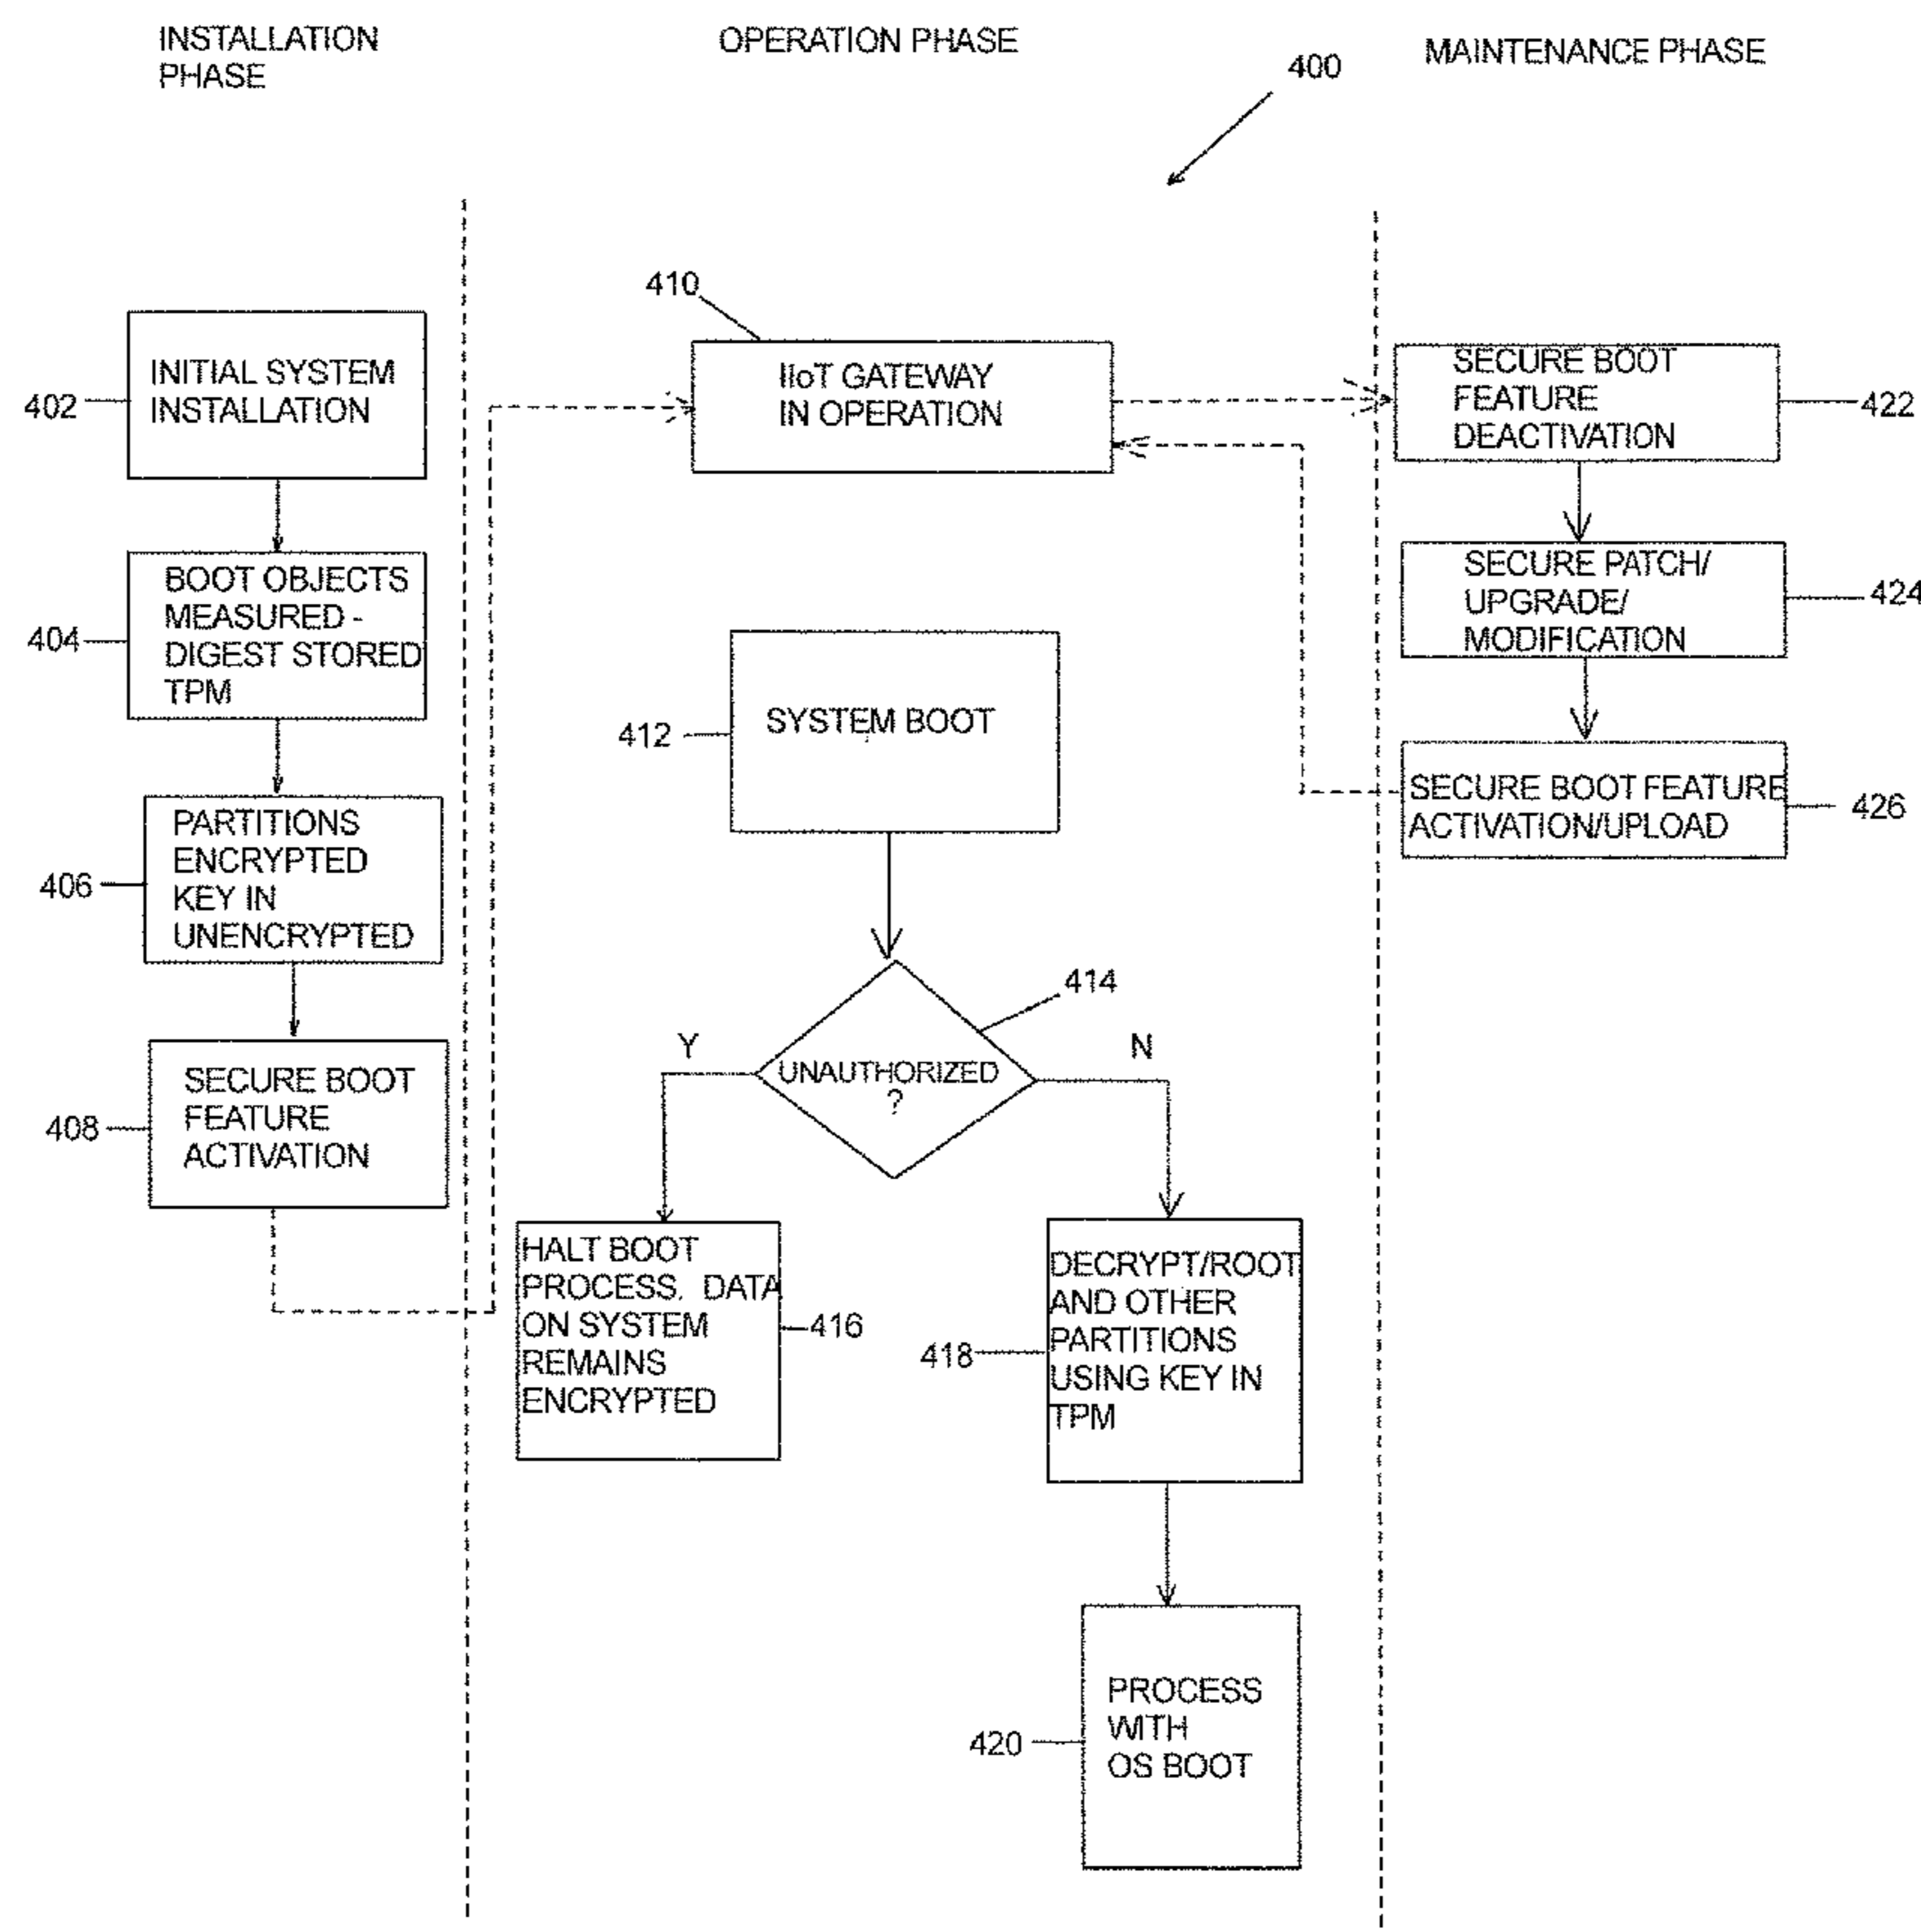 INSTALLATION
PHASE
OPERATION PHASE
MAINTENANCE PHASE
400
402
INITIAL SYSTEM
INSTALLATION
404
BOOT OBJECTS
MEASURED -
DIGEST STORED
TPM
406
PARTITIONS
ENCRYPTED
KEY IN
UNENCRYPTED
408
SECURE BOOT
FEATURE
ACTIVATION
410
IIoT GATEWAY
IN OPERATION
412
SYSTEM BOOT
414
UNAUTHORIZED
?
Y
N
HALT BOOT
PROCESS. DATA
ON SYSTEM
REMAINS
ENCRYPTED
416
418
DECRYPT/ROOT
AND OTHER
PARTITIONS
USING KEY IN
TPM
420
PROCESS
WITH
OS BOOT
SECURE BOOT
FEATURE
DEACTIVATION
422
SECURE PATCH/
UPGRADE/
MODIFICATION
424
SECURE BOOT FEATURE
ACTIVATION/UPLOAD
426